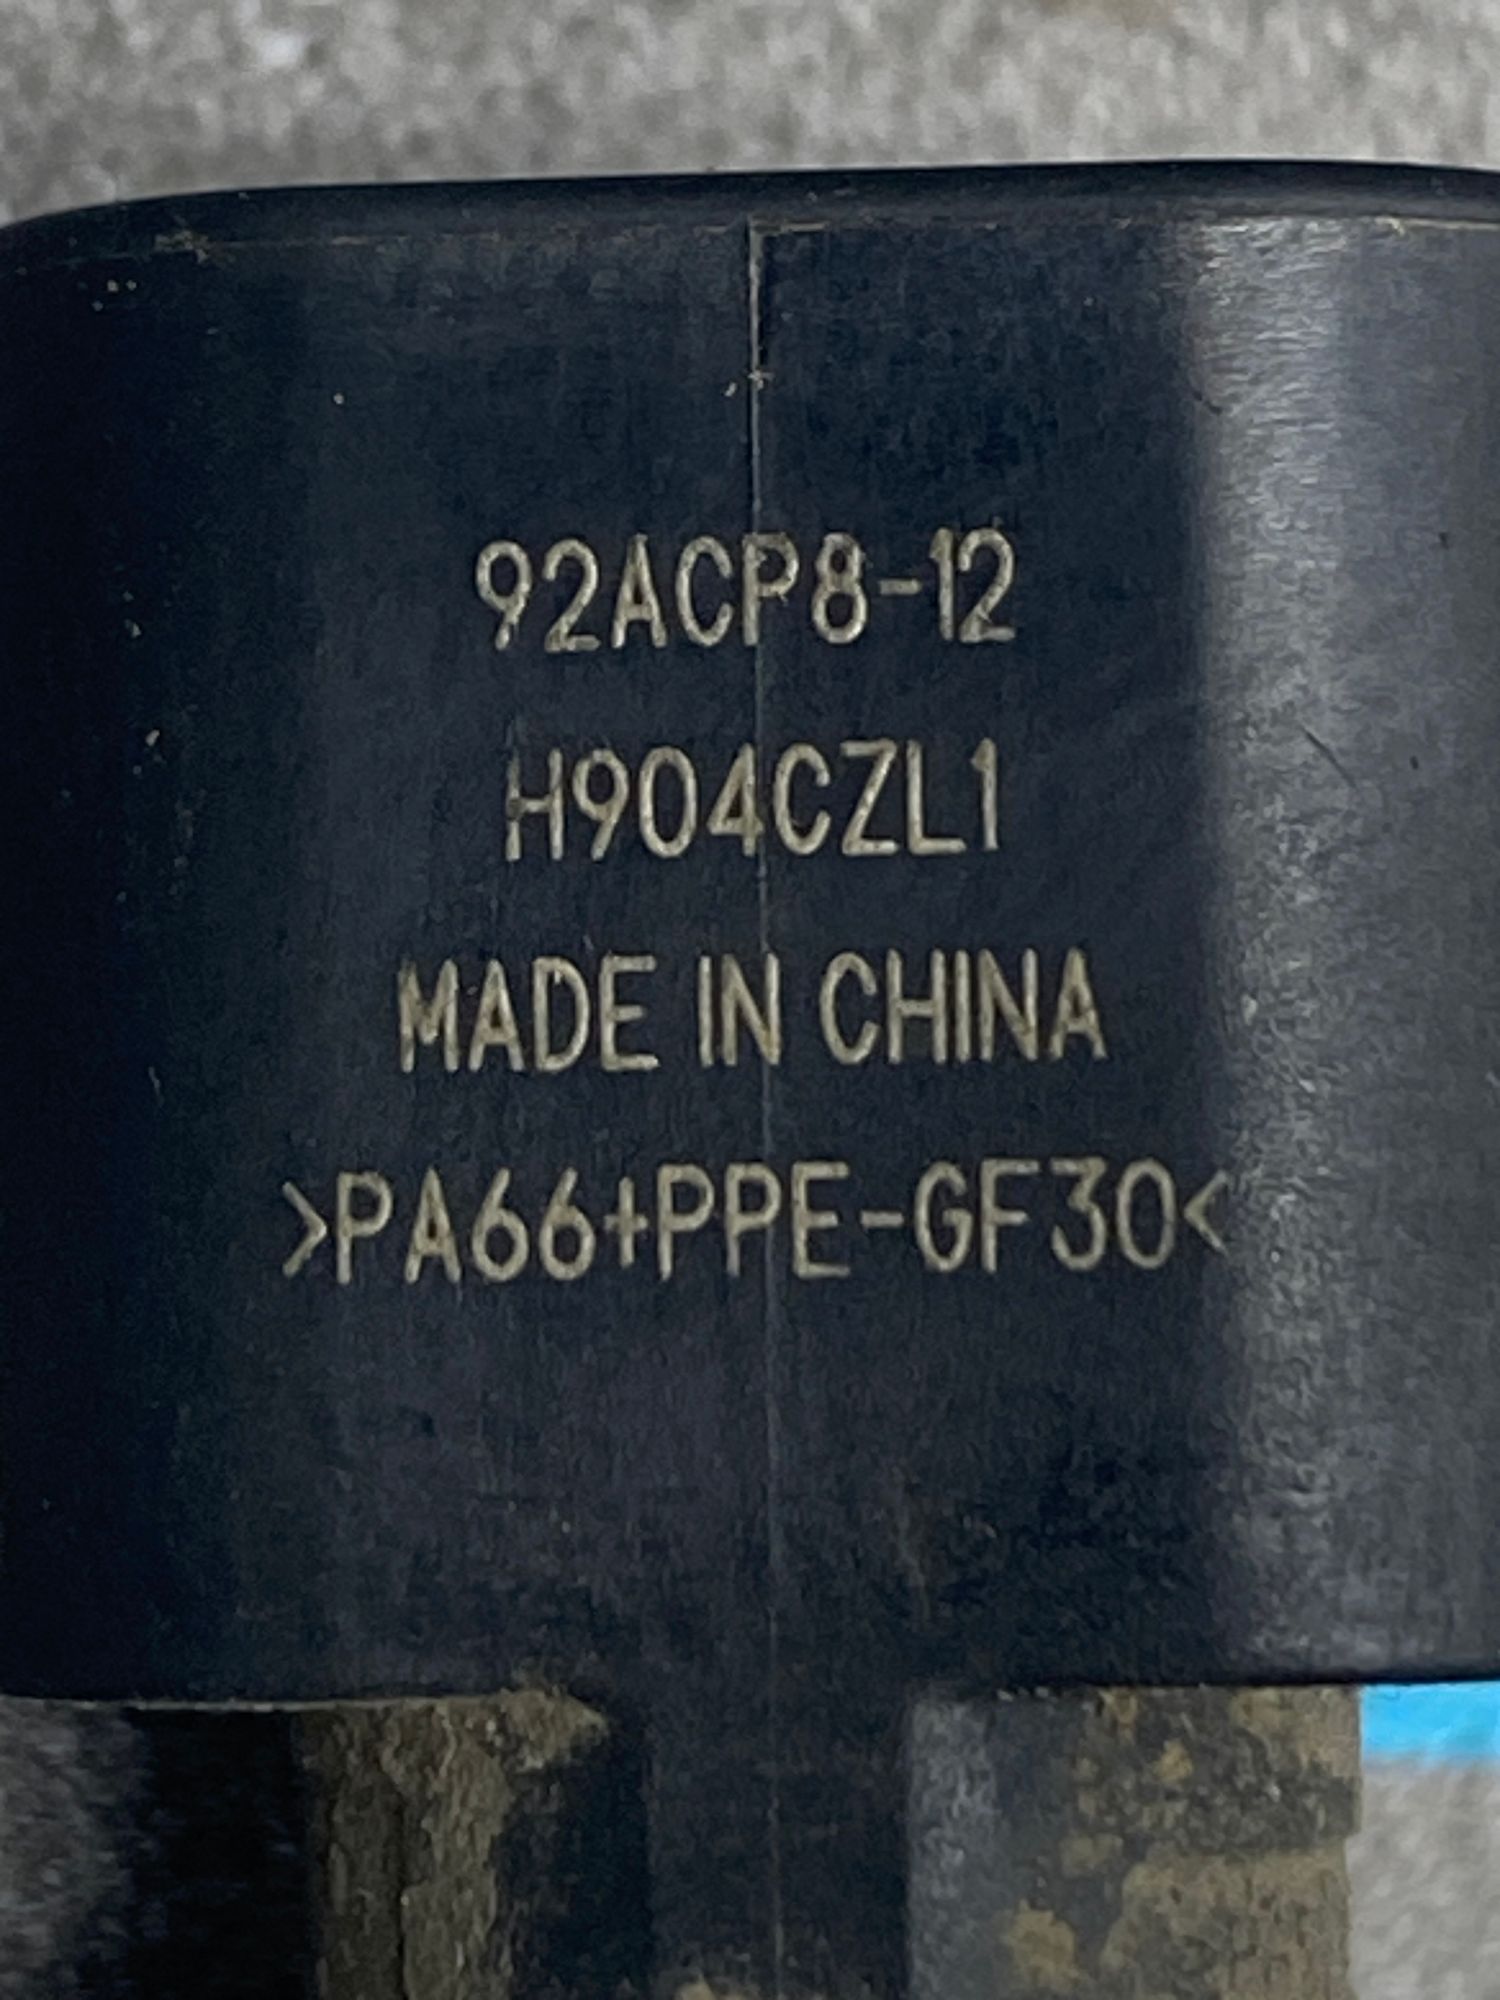 92ACP8-12
H904CZL1
MADE IN CHINA
>PA66+PPE-GF30<